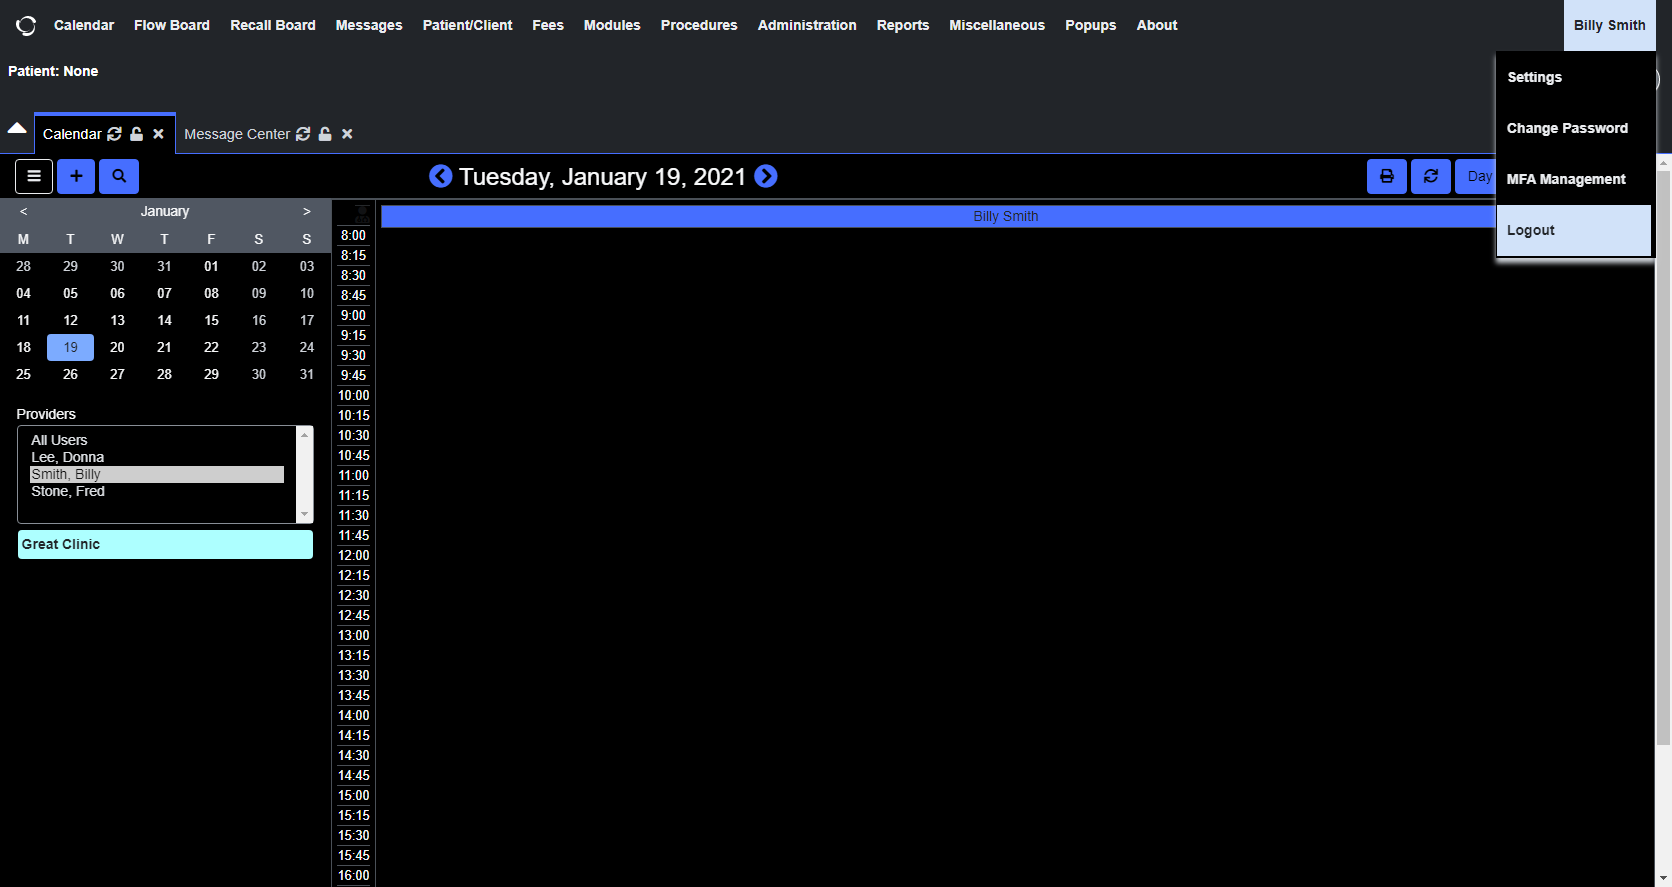 Calendar Flow Board Recall Board Messages Patient/Client Fees Modules Procedures Administration Reports Miscellaneous Popups About Billy Smith
Patient: None
Settings
Change Password
MFA Management
Logout
Calendar Message Center
Tuesday, January 19, 2021
Day
< January >
M T W T F S S
28 29 30 31 01 02 03
04 05 06 07 08 09 10
11 12 13 14 15 16 17
18 19 20 21 22 23 24
25 26 27 28 29 30 31
Providers
All Users
Lee, Donna
Smith, Billy
Stone, Fred
Great Clinic
Billy Smith
8:00
8:15
8:30
8:45
9:00
9:15
9:30
9:45
10:00
10:15
10:30
10:45
11:00
11:15
11:30
11:45
12:00
12:15
12:30
12:45
13:00
13:15
13:30
13:45
14:00
14:15
14:30
14:45
15:00
15:15
15:30
15:45
16:00